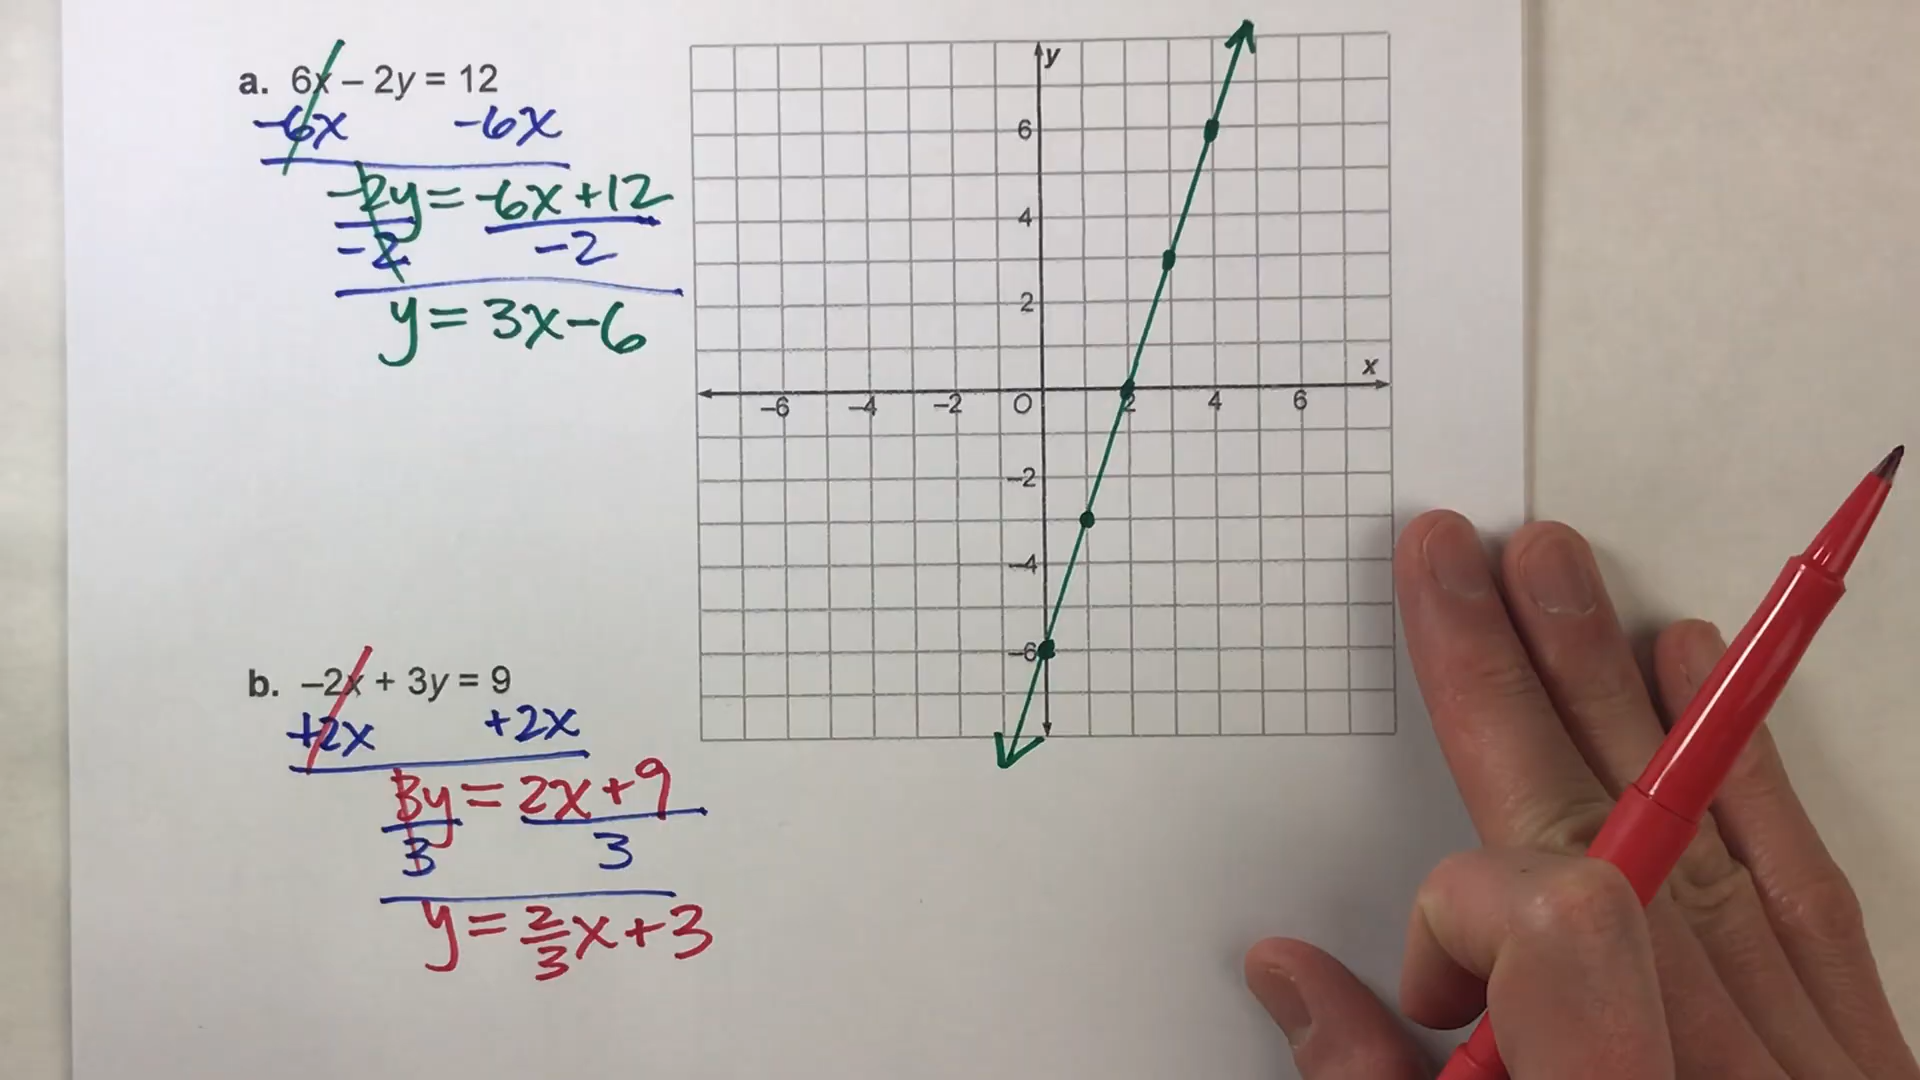 a. 6x – 2y = 12
-6x -6x
-2y = -6x + 12
-2 -2
y = 3x - 6
b. –2x + 3y = 9
+2x +2x
3y = 2x + 9
3 3
y = 2/3 x + 3
y
6
4
2
x
–6 –4 –2 O 2 4 6
–2
–4
–6